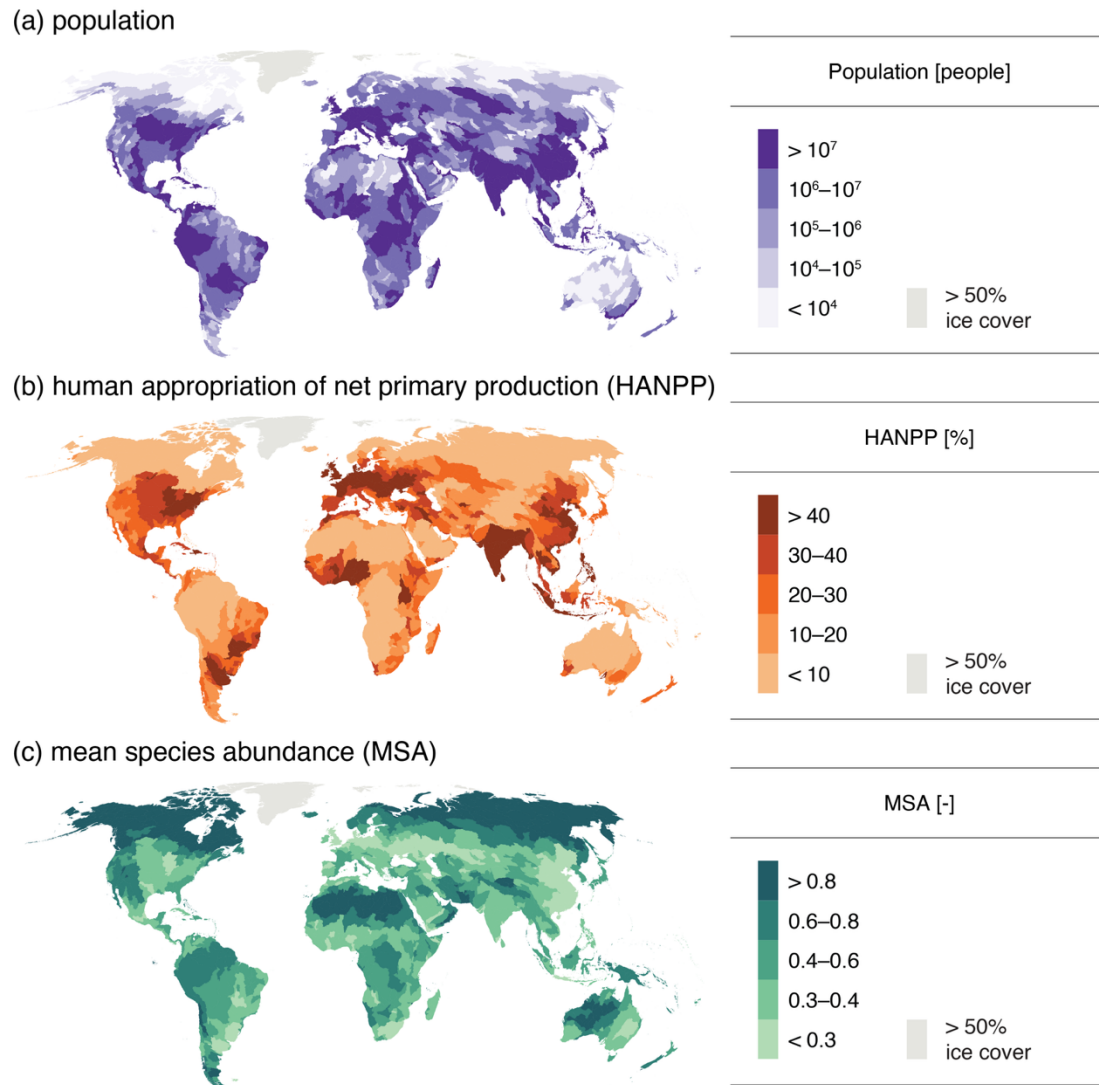 (a) population
Population [people]
> 10⁷
10⁶–10⁷
10⁵–10⁶
10⁴–10⁵
< 10⁴
> 50%
ice cover
(b) human appropriation of net primary production (HANPP)
HANPP [%]
> 40
30–40
20–30
10–20
< 10
> 50%
ice cover
(c) mean species abundance (MSA)
MSA [-]
> 0.8
0.6–0.8
0.4–0.6
0.3–0.4
< 0.3
> 50%
ice cover